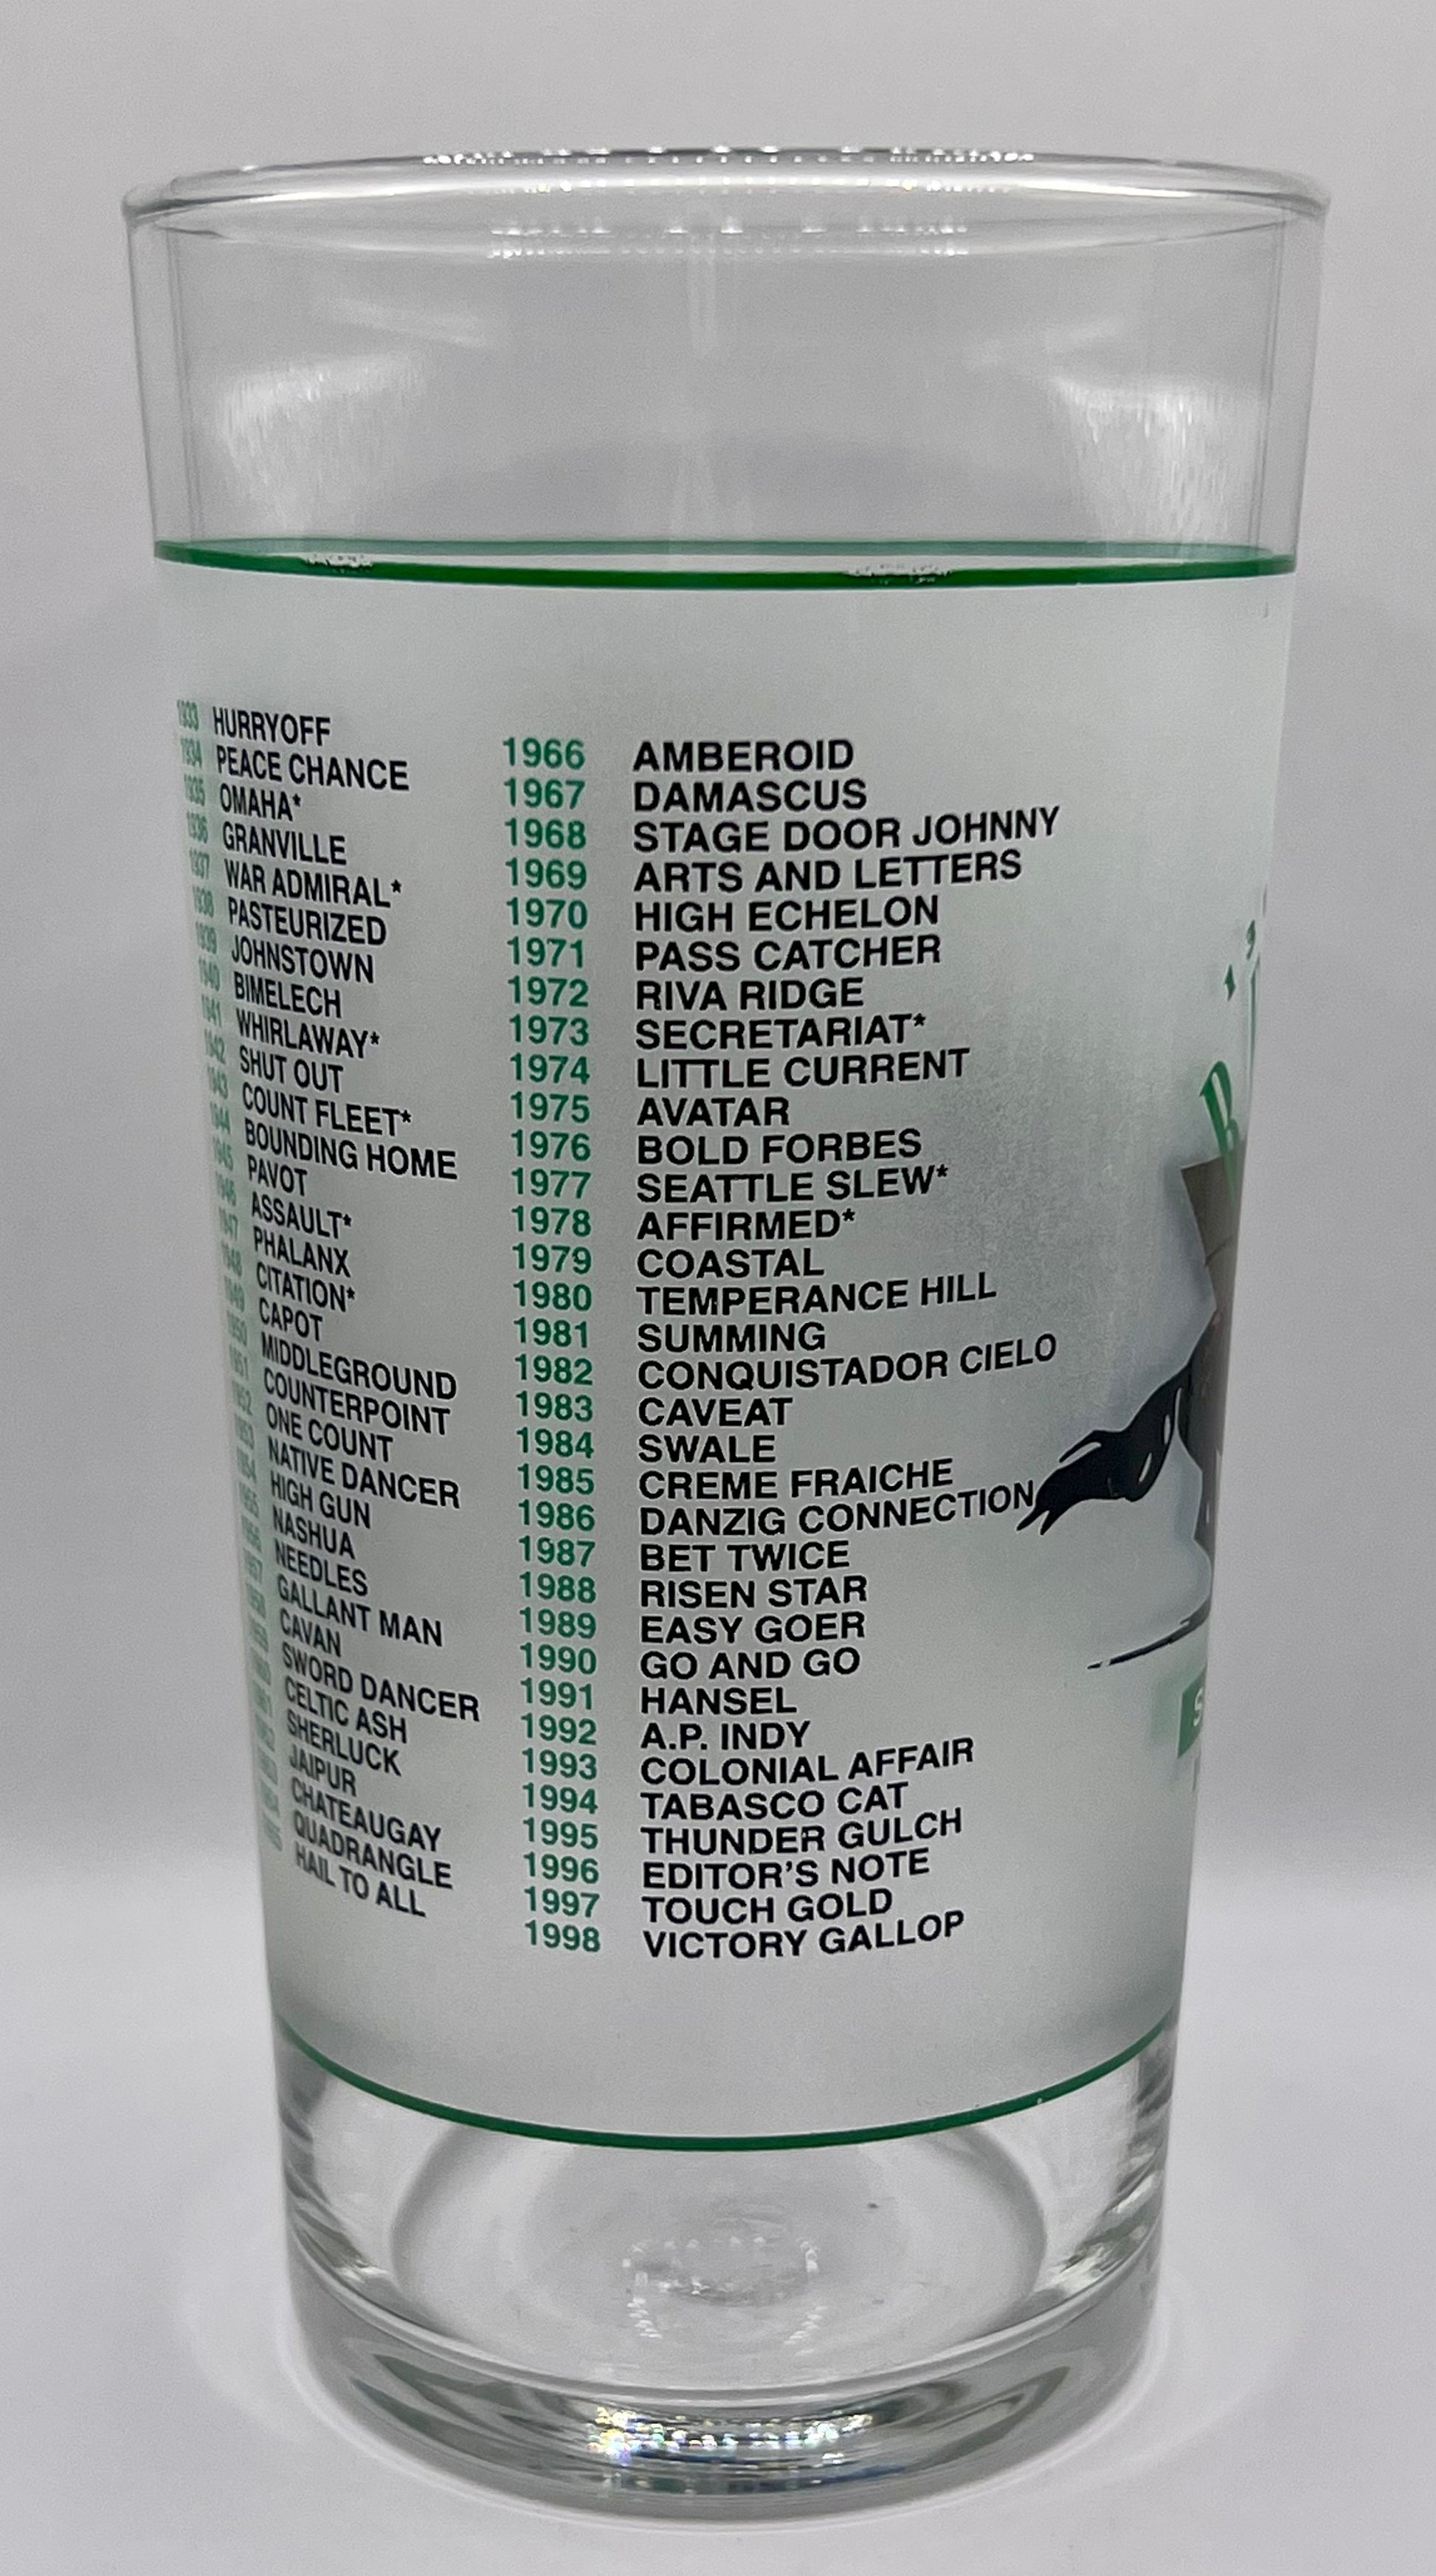 1933 HURRYOFF
1934 PEACE CHANCE
1935 OMAHA*
1936 GRANVILLE
1937 WAR ADMIRAL*
1938 PASTEURIZED
1939 JOHNSTOWN
1940 BIMELECH
1941 WHIRLAWAY*
1942 SHUT OUT
1943 COUNT FLEET*
1944 BOUNDING HOME
1945 PAVOT
1946 ASSAULT*
1947 PHALANX
1948 CITATION*
1949 CAPOT
1950 MIDDLEGROUND
1951 COUNTERPOINT
1952 ONE COUNT
1953 NATIVE DANCER
1954 HIGH GUN
1955 NASHUA
1956 NEEDLES
1957 GALLANT MAN
CAVAN
SWORD DANCER
CELTIC ASH
SHERLUCK
JAIPUR
CHATEAUGAY
QUADRANGLE
HAIL TO ALL
1966 AMBEROID
1967 DAMASCUS
1968 STAGE DOOR JOHNNY
1969 ARTS AND LETTERS
1970 HIGH ECHELON
1971 PASS CATCHER
1972 RIVA RIDGE
1973 SECRETARIAT*
1974 LITTLE CURRENT
1975 AVATAR
1976 BOLD FORBES
1977 SEATTLE SLEW*
1978 AFFIRMED*
1979 COASTAL
1980 TEMPERANCE HILL
1981 SUMMING
1982 CONQUISTADOR CIELO
1983 CAVEAT
1984 SWALE
1985 CREME FRAICHE
1986 DANZIG CONNECTION
1987 BET TWICE
1988 RISEN STAR
1989 EASY GOER
1990 GO AND GO
1991 HANSEL
1992 A.P. INDY
1993 COLONIAL AFFAIR
1994 TABASCO CAT
1995 THUNDER GULCH
1996 EDITOR'S NOTE
1997 TOUCH GOLD
1998 VICTORY GALLOP